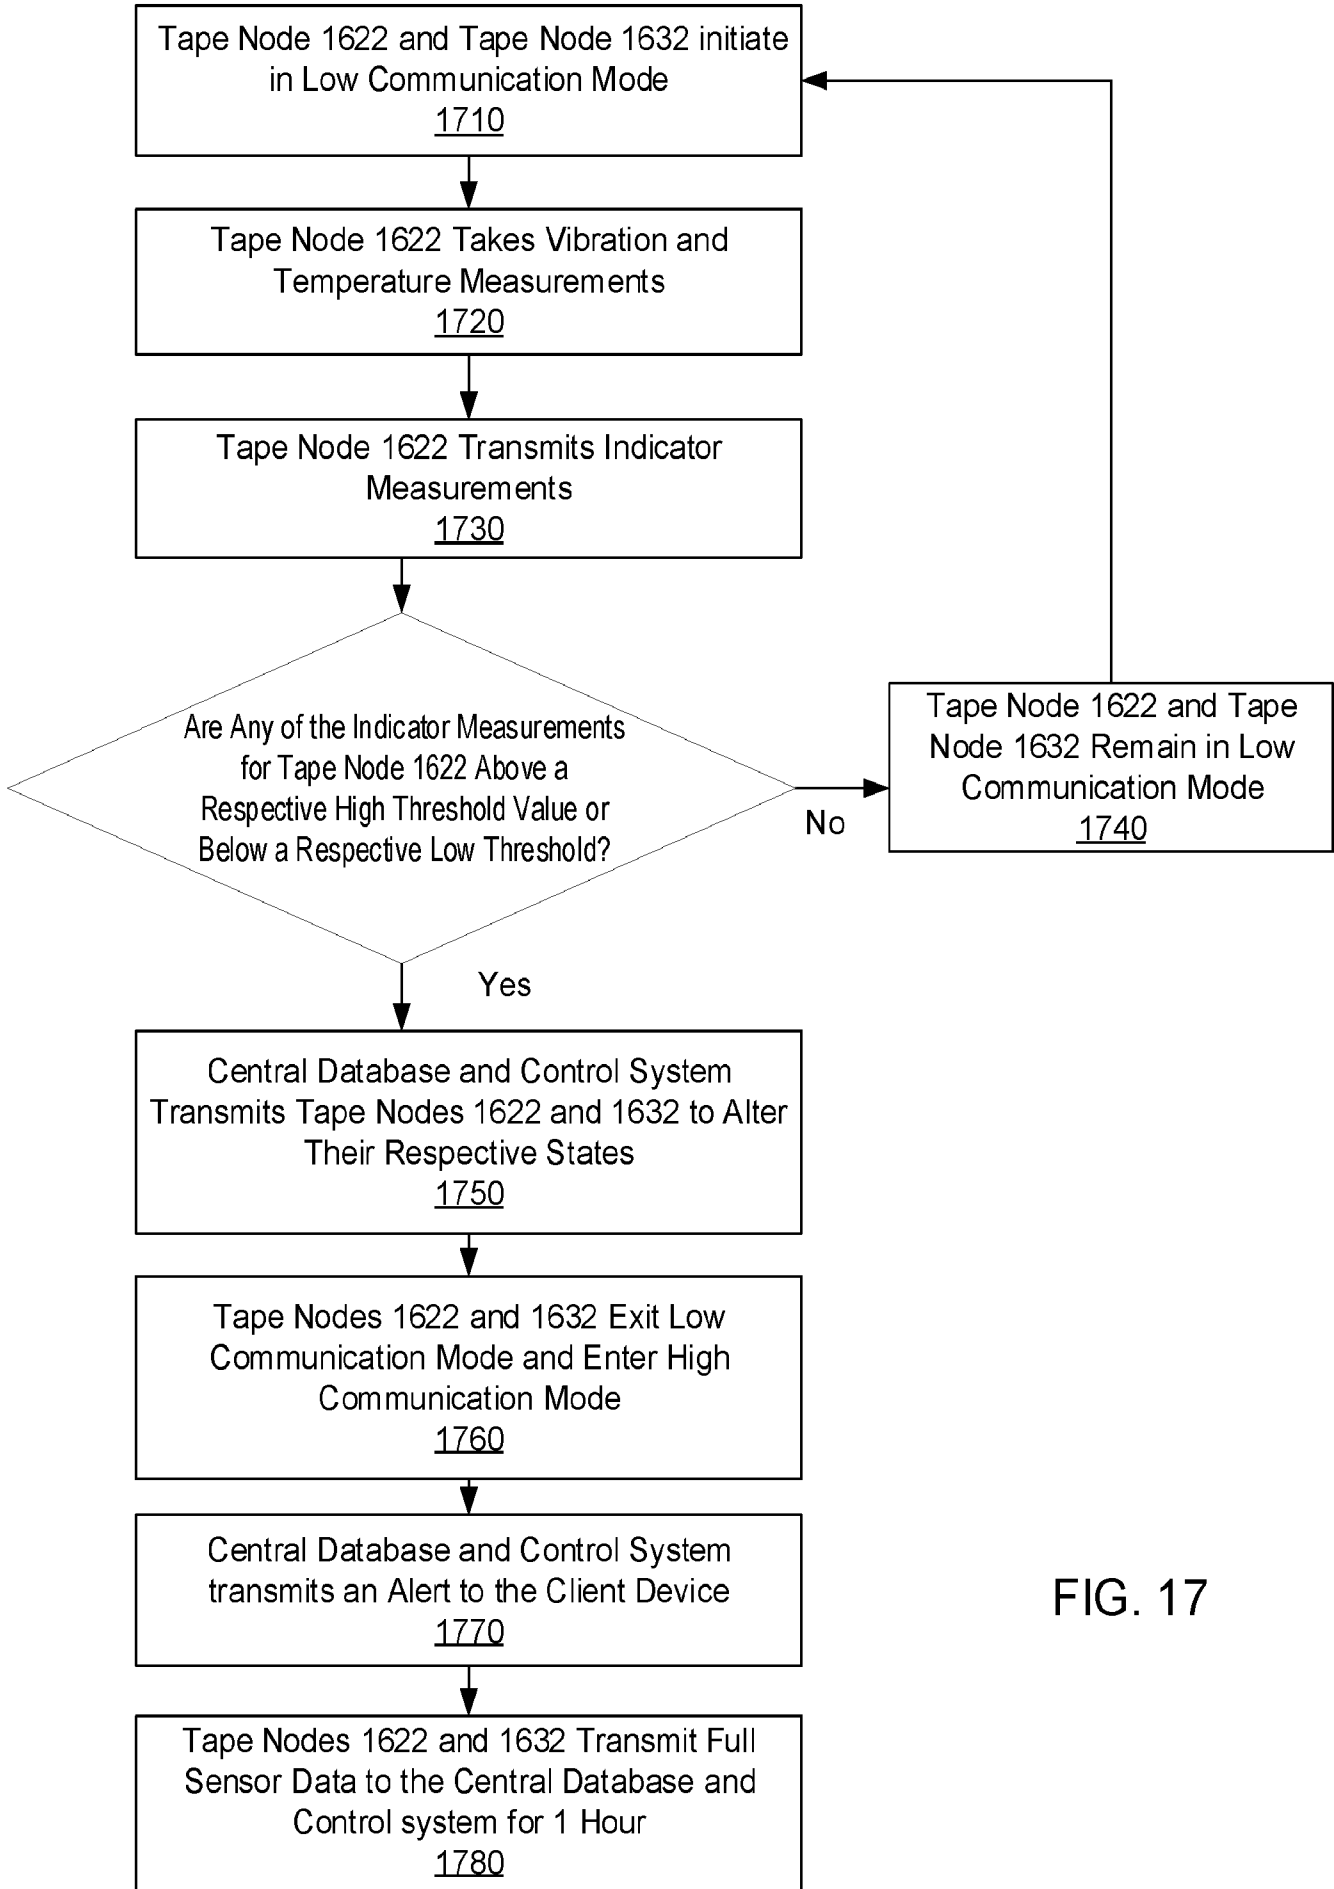 Tape Node 1622 and Tape Node 1632 initiate
in Low Communication Mode
1710
Tape Node 1622 Takes Vibration and
Temperature Measurements
1720
Tape Node 1622 Transmits Indicator
Measurements
1730
Are Any of the Indicator Measurements
for Tape Node 1622 Above a
Respective High Threshold Value or
Below a Respective Low Threshold?
No
Tape Node 1622 and Tape
Node 1632 Remain in Low
Communication Mode
1740
Yes
Central Database and Control System
Transmits Tape Nodes 1622 and 1632 to Alter
Their Respective States
1750
Tape Nodes 1622 and 1632 Exit Low
Communication Mode and Enter High
Communication Mode
1760
Central Database and Control System
transmits an Alert to the Client Device
1770
Tape Nodes 1622 and 1632 Transmit Full
Sensor Data to the Central Database and
Control system for 1 Hour
1780
FIG. 17